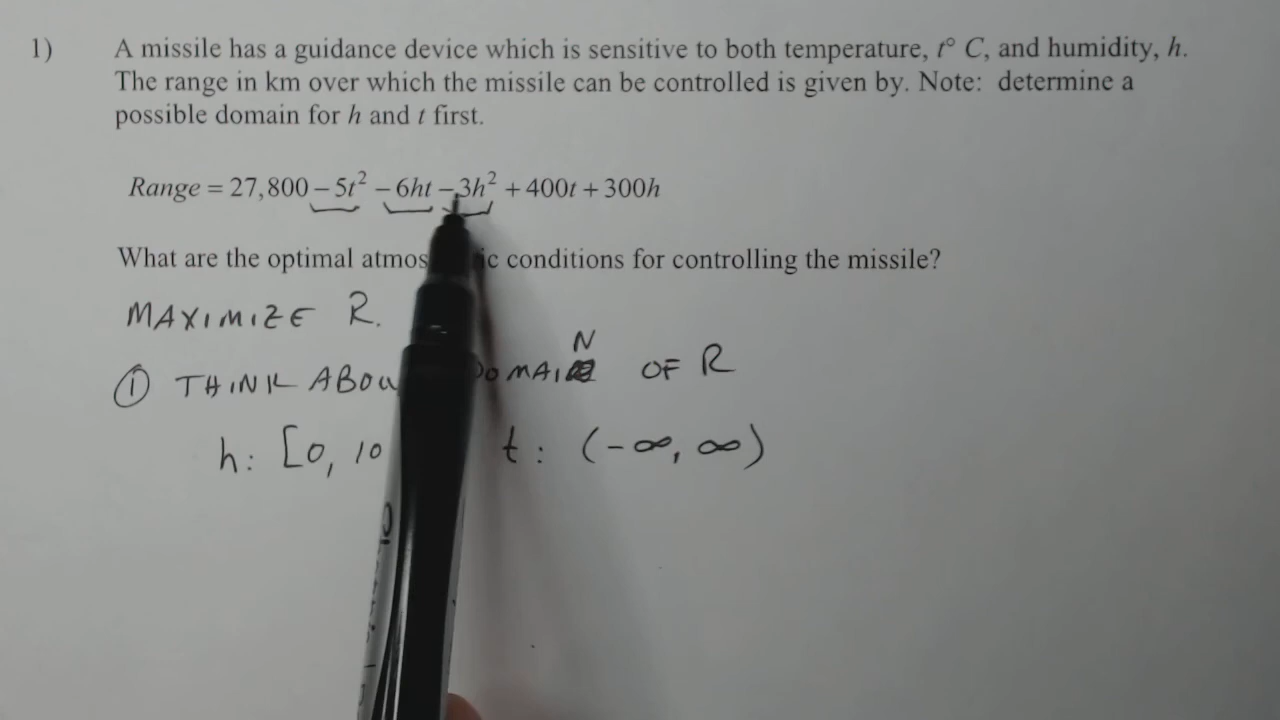 1) A missile has a guidance device which is sensitive to both temperature, t° C, and humidity, h.
The range in km over which the missile can be controlled is given by. Note: determine a
possible domain for h and t first.
Range = 27,800 − 5t² − 6ht − 3h² + 400t + 300h
What are the optimal atmos ic conditions for controlling the missile?
MAXIMIZE R.
① THINK ABOU DOMAIN OF R
h: [0, 10 t: (-∞, ∞)